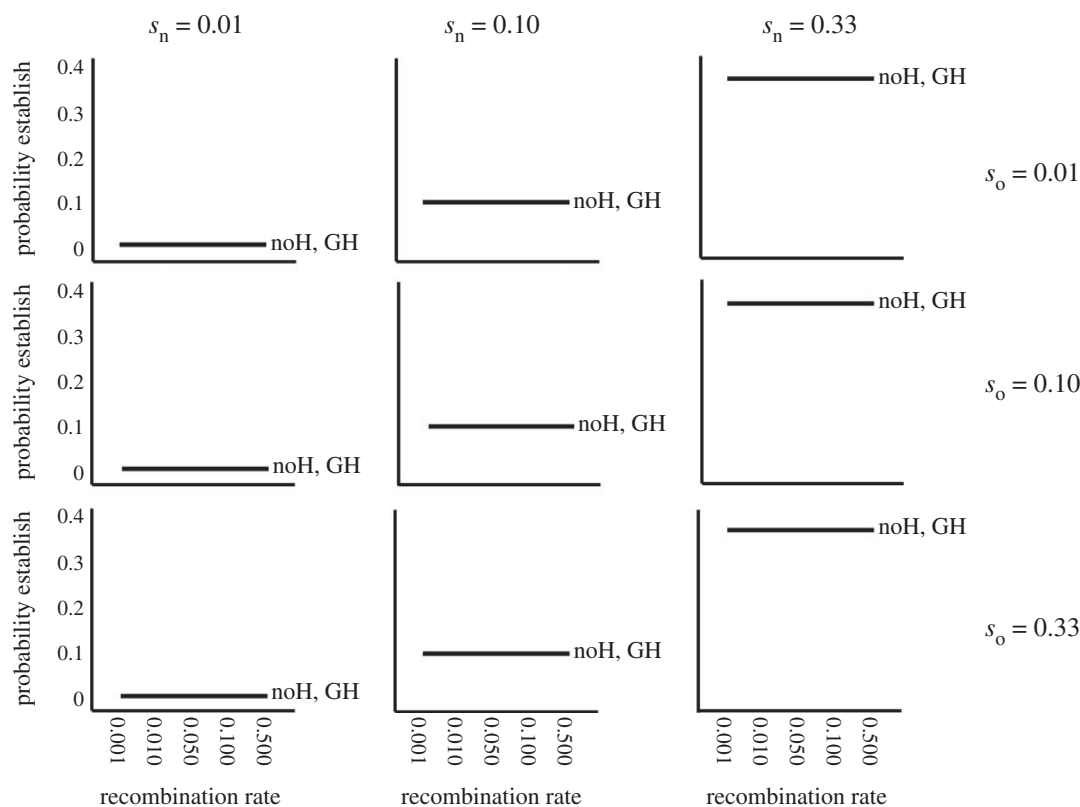 s_n = 0.01 s_n = 0.10 s_n = 0.33
probability establish
0.4
0.3
0.2
0.1
0
noH, GH
noH, GH
noH, GH
s_o = 0.01
probability establish
0.4
0.3
0.2
0.1
0
noH, GH
noH, GH
noH, GH
s_o = 0.10
probability establish
0.4
0.3
0.2
0.1
0
noH, GH
noH, GH
noH, GH
s_o = 0.33
0.001 0.010 0.050 0.100 0.500
0.001 0.010 0.050 0.100 0.500
0.001 0.010 0.050 0.100 0.500
recombination rate recombination rate recombination rate